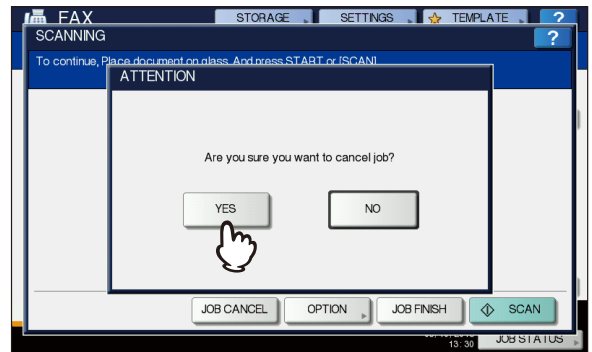 FAX
STORAGE
SETTINGS
TEMPLATE
?
SCANNING
?
To continue, Place document on glass. And press START or [SCAN]
ATTENTION
Are you sure you want to cancel job?
YES
NO
JOB CANCEL
OPTION
JOB FINISH
SCAN
13: 30
JOB STATUS